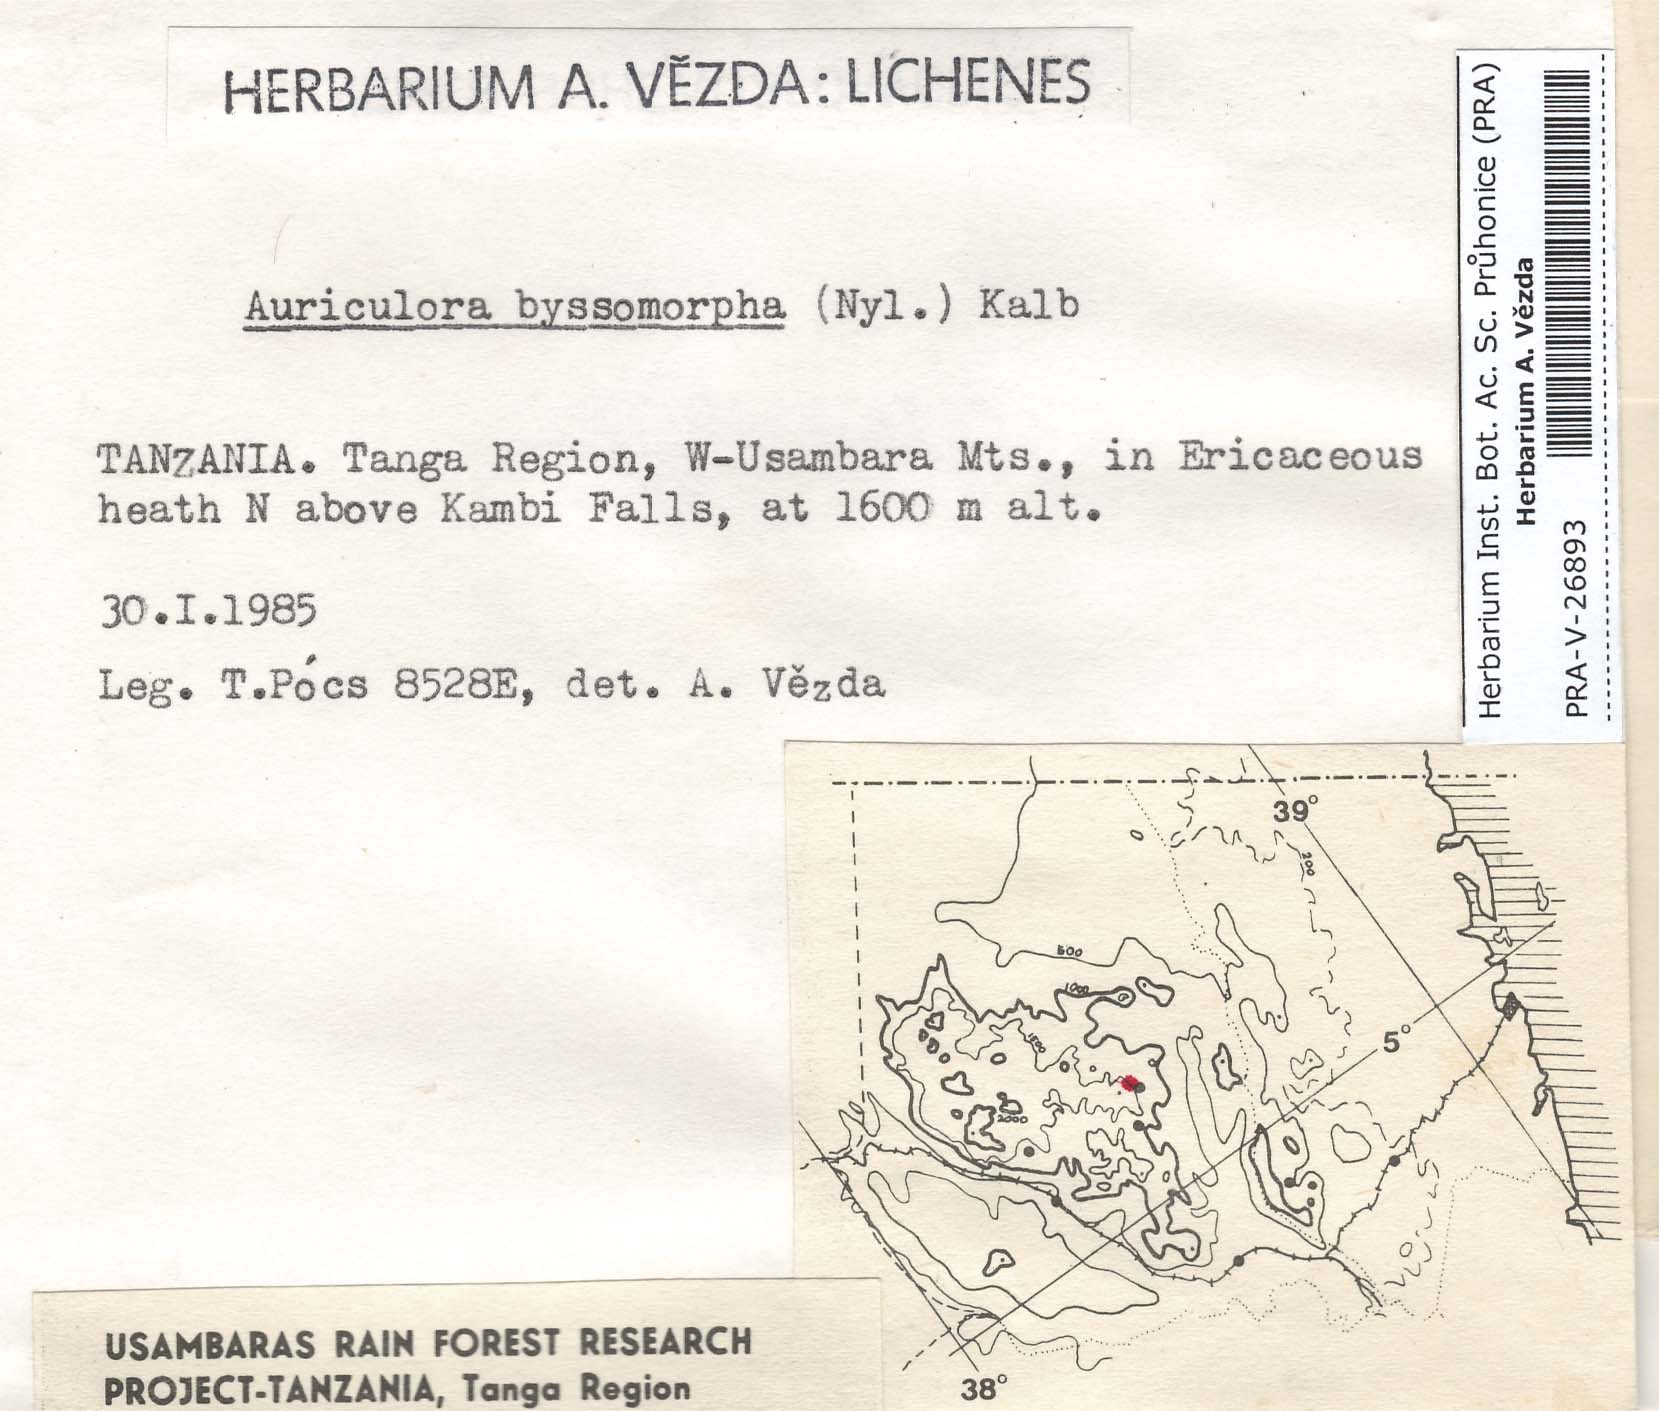 HERBARIUM A. VĚZDA: LICHENES
Auriculora byssomorpha (Nyl.) Kalb
TANZANIA. Tanga Region, W-Usambara Mts., in Ericaceous
heath N above Kambi Falls, at 1600 m alt.
30.I.1985
Leg. T.Pócs 8528E, det. A. Vězda
Herbarium Inst. Bot. Ac. Sc. Průhonice (PRA)
Herbarium A. Vězda
PRA-V-26893
39°
200
500
1000
5°
2000
38°
USAMBARAS RAIN FOREST RESEARCH
PROJECT-TANZANIA, Tanga Region